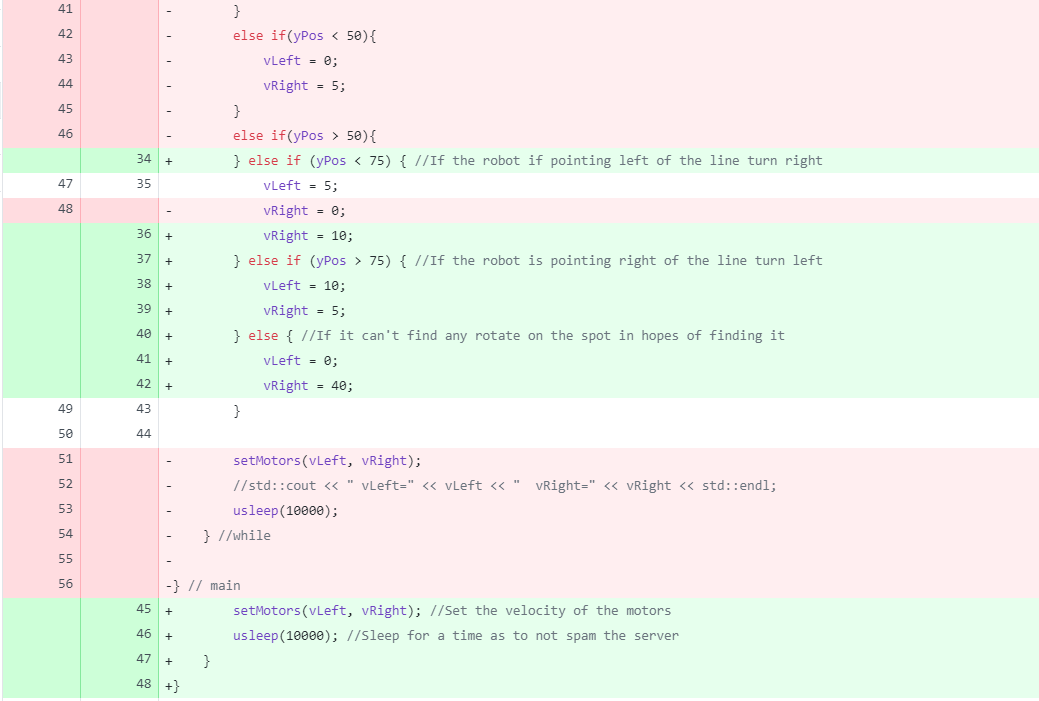 41 - }
42 - else if(yPos < 50){
43 - vLeft = 0;
44 - vRight = 5;
45 - }
46 - else if(yPos > 50){
34 + } else if (yPos < 75) { //If the robot if pointing left of the line turn right
47 35 vLeft = 5;
48 - vRight = 0;
36 + vRight = 10;
37 + } else if (yPos > 75) { //If the robot is pointing right of the line turn left
38 + vLeft = 10;
39 + vRight = 5;
40 + } else { //If it can't find any rotate on the spot in hopes of finding it
41 + vLeft = 0;
42 + vRight = 40;
49 43 }
50 44
51 - setMotors(vLeft, vRight);
52 - //std::cout << " vLeft=" << vLeft << "  vRight=" << vRight << std::endl;
53 - usleep(10000);
54 - } //while
55 -
56 -} // main
45 + setMotors(vLeft, vRight); //Set the velocity of the motors
46 + usleep(10000); //Sleep for a time as to not spam the server
47 + }
48 +}